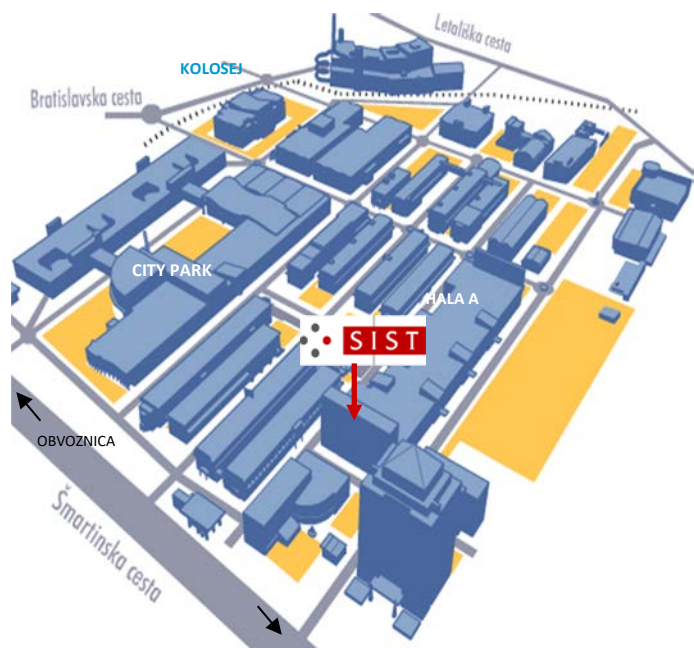 Letališka cesta
KOLOSEJ
Bratislavska cesta
CITY PARK
HALA A
SIST
OBVOZNICA
Šmartinska cesta